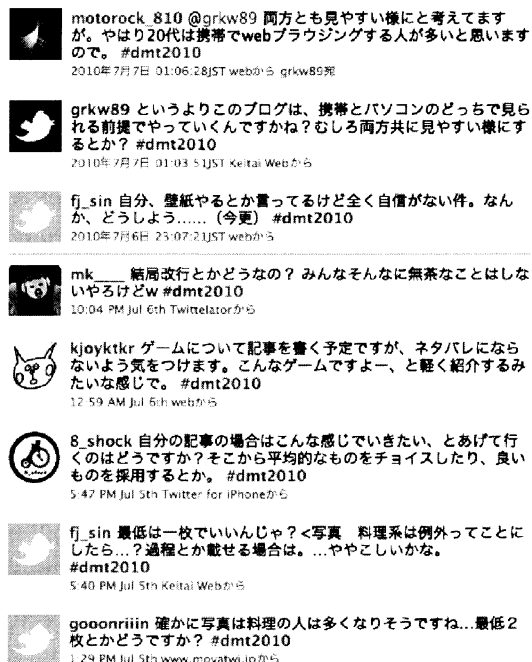 motorock_810 @grkw89 両方とも見やすい様にと考えてます
が。やはり20代は携帯でwebブラウジングする人が多いと思います
ので。 #dmt2010
2010年7月7日 01:06:28JST webから grkw89宛
grkw89 というよりこのブログは、携帯とパソコンのどっちで見ら
れる前提でやっていくんですかね？むしろ両方共に見やすい様にす
るとか？ #dmt2010
2010年7月7日 01:03:51JST Keitai Webから
fj_sin 自分、壁紙やるとか言ってるけど全く自信がない件。なん
か、どうしよう……（今更） #dmt2010
2010年7月6日 23:07:21JST webから
mk____ 結局改行とかどうなの？ みんなそんなに無茶なことはしな
いやろけどw #dmt2010
10:04 PM Jul 6th Twittelatorから
kjoyktkr ゲームについて記事を書く予定ですが、ネタバレになら
ないよう気をつけます。こんなゲームですよー、と軽く紹介するみ
たいな感じで。 #dmt2010
12:59 AM Jul 6th webから
8_shock 自分の記事の場合はこんな感じでいきたい、とあげて行
くのはどうですか？そこから平均的なものをチョイスしたり、良い
ものを採用するとか。 #dmt2010
5:47 PM Jul 5th Twitter for iPhoneから
fj_sin 最低は一枚でいいんじゃ？<写真　料理系は例外ってことに
したら…？過程とか載せる場合は。…ややこしいかな。
#dmt2010
5:40 PM Jul 5th Keitai Webから
gooonriiin 確かに写真は料理の人は多くなりそうですね...最低２
枚とかどうですか？ #dmt2010
1:29 PM Jul 5th www.movatwi.jpから